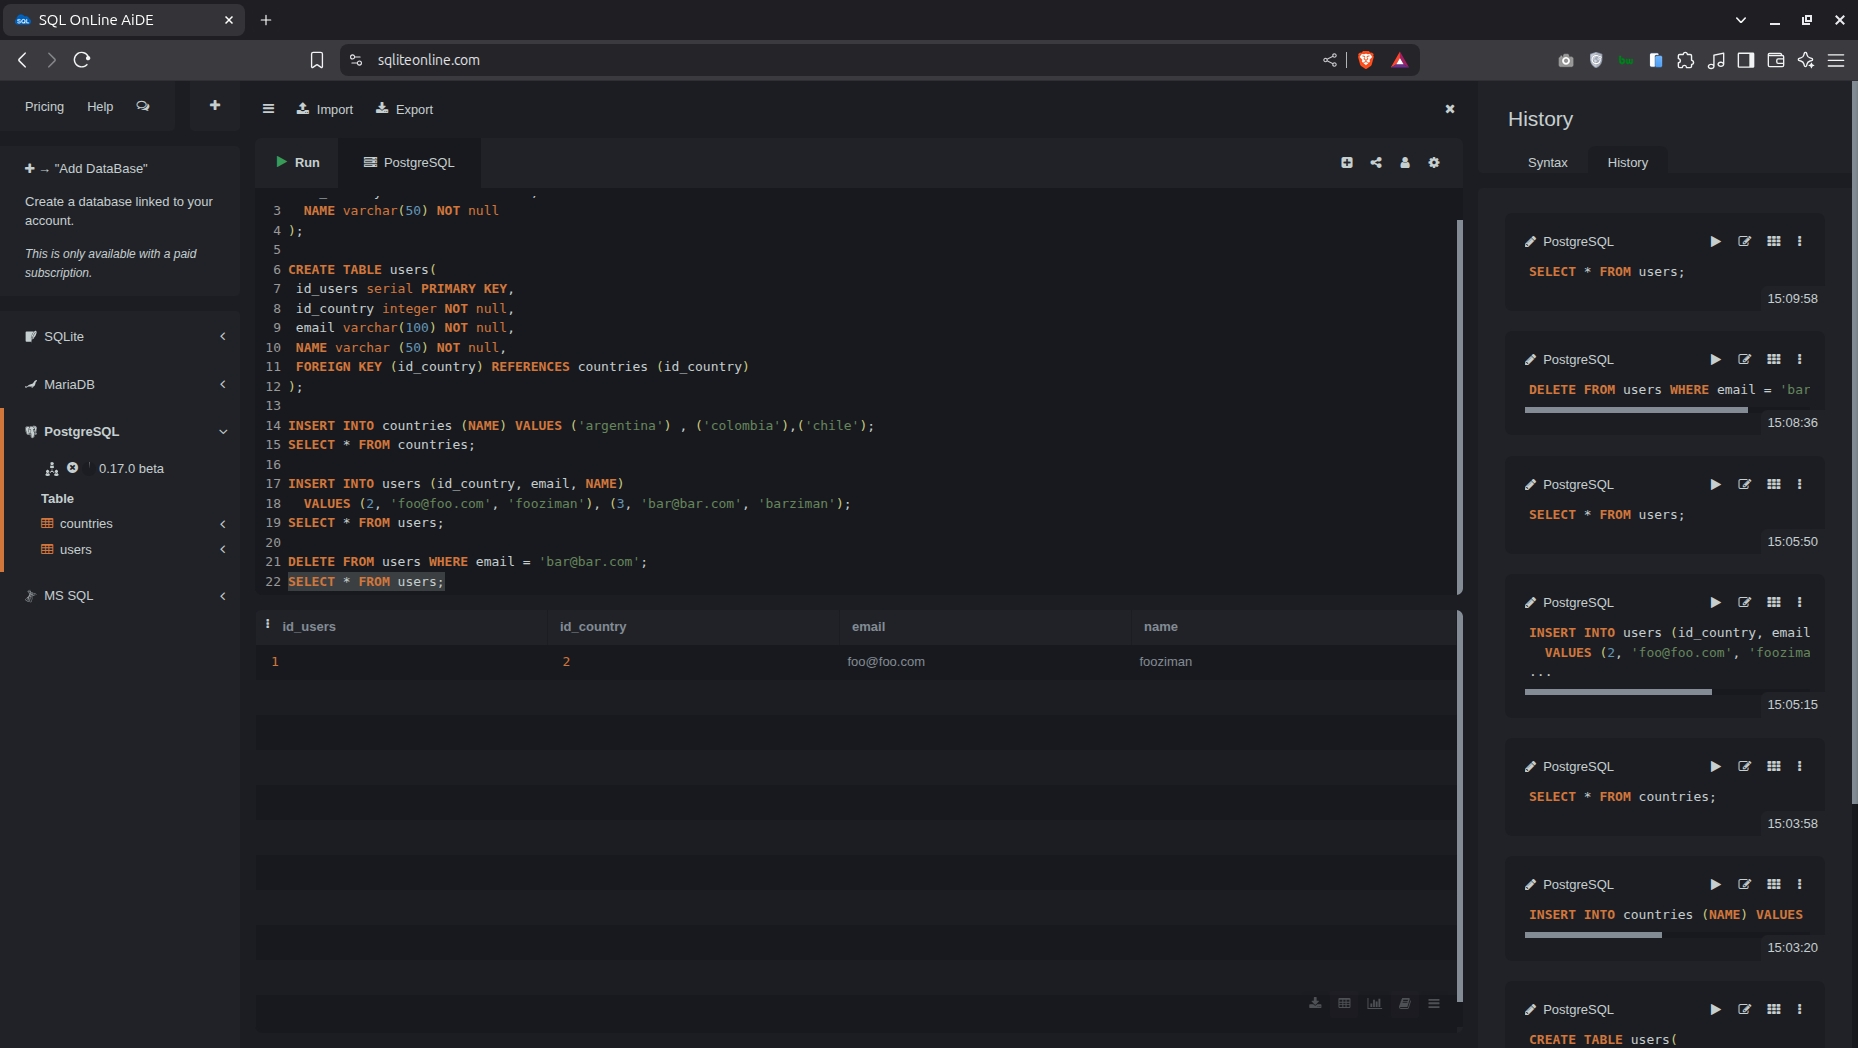 SQL OnLine AiDE
sqliteonline.com
Pricing
Help
"Add DataBase"
Create a database linked to your
account.
This is only available with a paid
subscription.
SQLite
MariaDB
PostgreSQL
0.17.0 beta
Table
countries
users
MS SQL
Import
Export
Run
PostgreSQL
3 NAME varchar(50) NOT null
4 );
5
6 CREATE TABLE users(
7 id_users serial PRIMARY KEY,
8 id_country integer NOT null,
9 email varchar(100) NOT null,
10 NAME varchar (50) NOT null,
11 FOREIGN KEY (id_country) REFERENCES countries (id_country)
12 );
13
14 INSERT INTO countries (NAME) VALUES ('argentina') , ('colombia'),('chile');
15 SELECT * FROM countries;
16
17 INSERT INTO users (id_country, email, NAME)
18 VALUES (2, 'foo@foo.com', 'fooziman'), (3, 'bar@bar.com', 'barziman');
19 SELECT * FROM users;
20
21 DELETE FROM users WHERE email = 'bar@bar.com';
22 SELECT * FROM users;
id_users id_country email name
1 2 foo@foo.com fooziman
History
Syntax
History
PostgreSQL
SELECT * FROM users;
15:09:58
PostgreSQL
DELETE FROM users WHERE email = 'bar
15:08:36
PostgreSQL
SELECT * FROM users;
15:05:50
PostgreSQL
INSERT INTO users (id_country, email
VALUES (2, 'foo@foo.com', 'foozima
...
15:05:15
PostgreSQL
SELECT * FROM countries;
15:03:58
PostgreSQL
INSERT INTO countries (NAME) VALUES
15:03:20
PostgreSQL
CREATE TABLE users(